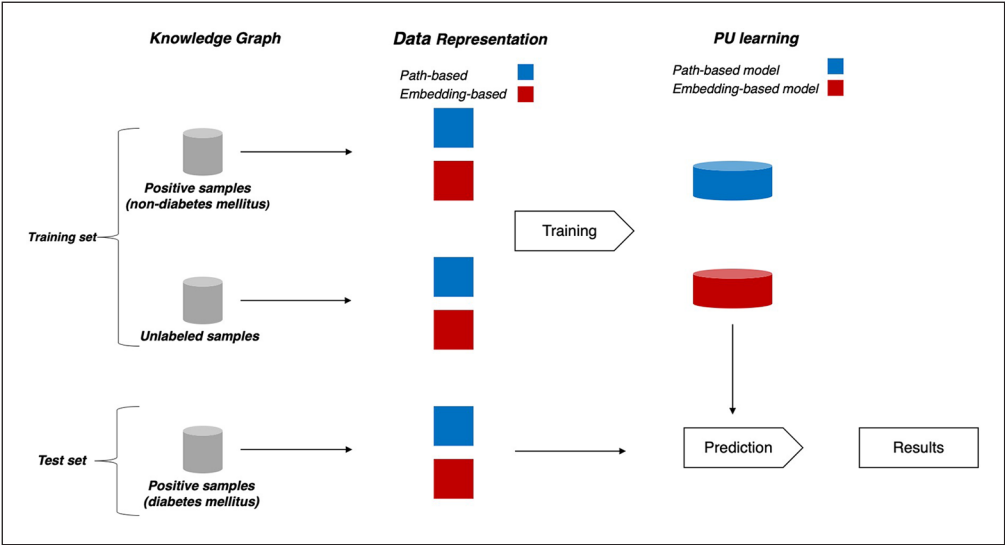 Knowledge Graph
Data Representation
PU learning
Path-based
Embedding-based
Path-based model
Embedding-based model
Positive samples
(non-diabetes mellitus)
Training set
Training
Unlabeled samples
Test set
Positive samples
(diabetes mellitus)
Prediction
Results